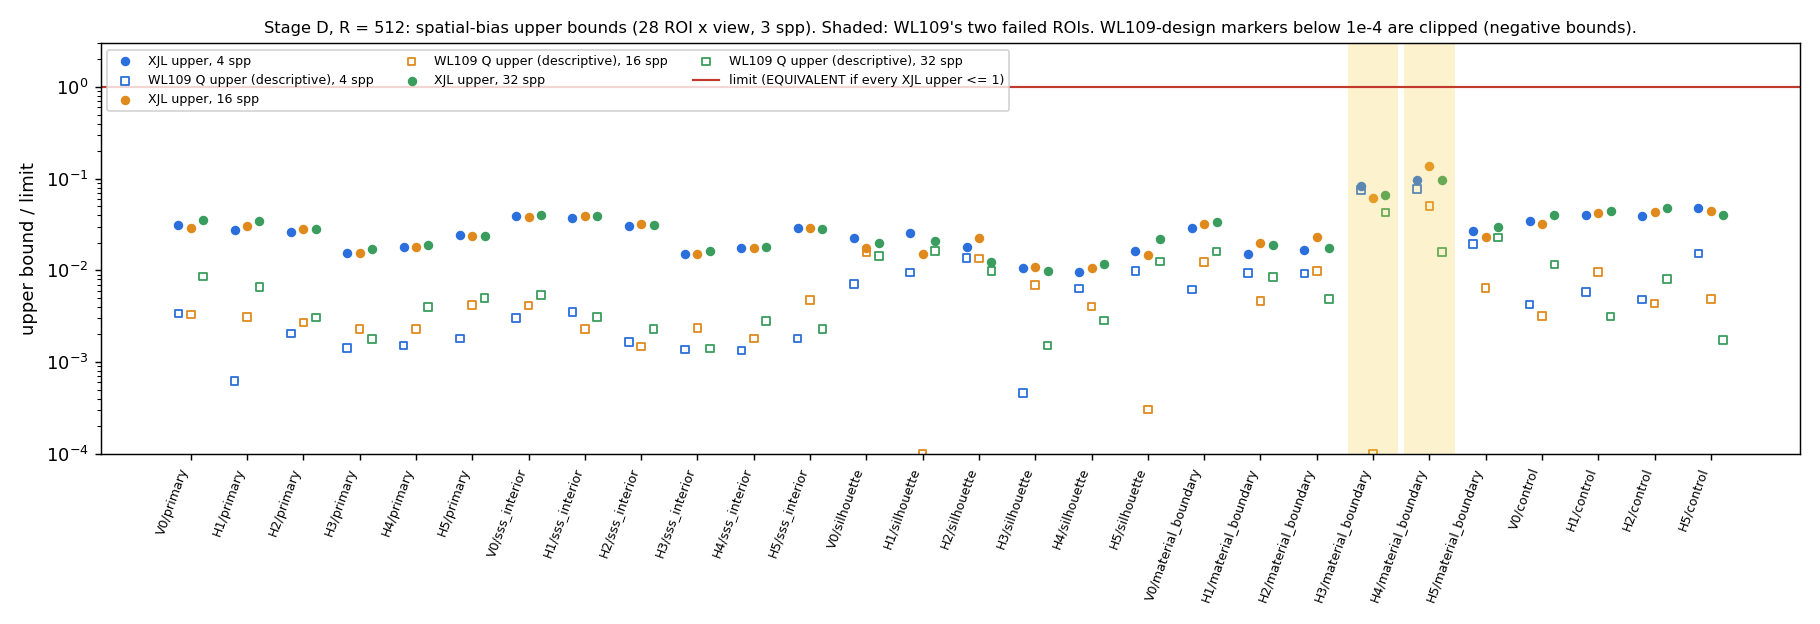 Stage D, R = 512: spatial-bias upper bounds (28 ROI x view, 3 spp). Shaded: WL109's two failed ROIs. WL109-design markers below 1e-4 are clipped (negative bounds).
XJL upper, 4 spp
WL109 Q upper (descriptive), 4 spp
XJL upper, 16 spp
WL109 Q upper (descriptive), 16 spp
XJL upper, 32 spp
WL109 Q upper (descriptive), 32 spp
limit (EQUIVALENT if every XJL upper <= 1)
upper bound / limit
10⁰
10⁻¹
10⁻²
10⁻³
10⁻⁴
V0/primary
H1/primary
H2/primary
H3/primary
H4/primary
H5/primary
V0/sss_interior
H1/sss_interior
H2/sss_interior
H3/sss_interior
H4/sss_interior
H5/sss_interior
V0/silhouette
H1/silhouette
H2/silhouette
H3/silhouette
H4/silhouette
H5/silhouette
V0/material_boundary
H1/material_boundary
H2/material_boundary
H3/material_boundary
H4/material_boundary
H5/material_boundary
V0/control
H1/control
H2/control
H5/control